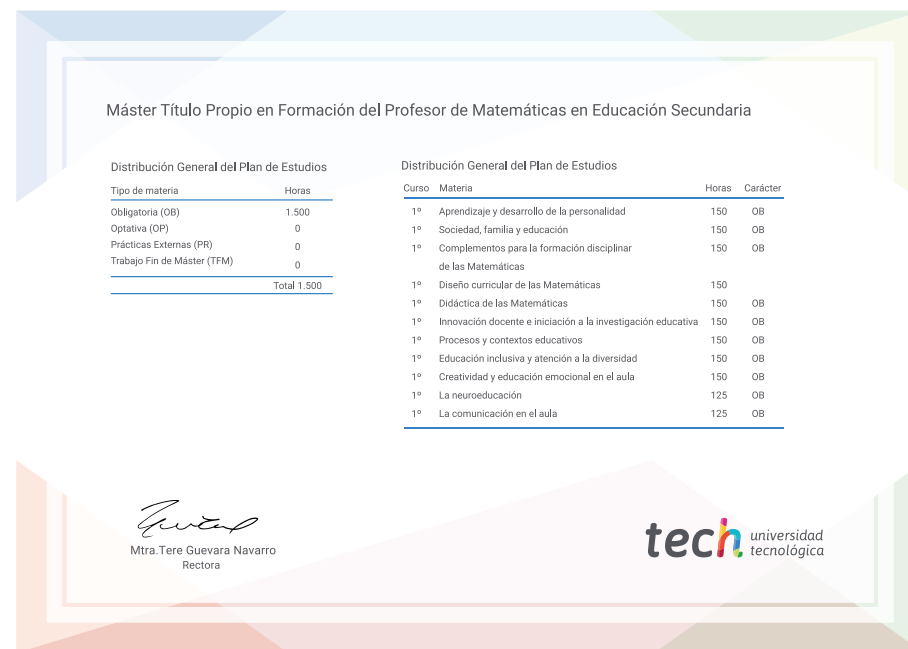 Máster Título Propio en Formación del Profesor de Matemáticas en Educación Secundaria
Distribución General del Plan de Estudios
Tipo de materia Horas
Obligatoria (OB) 1.500
Optativa (OP) 0
Prácticas Externas (PR) 0
Trabajo Fin de Máster (TFM) 0
Total 1.500
Distribución General del Plan de Estudios
Curso Materia Horas Carácter
1º Aprendizaje y desarrollo de la personalidad 150 OB
1º Sociedad, familia y educación 150 OB
1º Complementos para la formación disciplinar 150 OB
de las Matemáticas
1º Diseño curricular de las Matemáticas 150
1º Didáctica de las Matemáticas 150 OB
1º Innovación docente e iniciación a la investigación educativa 150 OB
1º Procesos y contextos educativos 150 OB
1º Educación inclusiva y atención a la diversidad 150 OB
1º Creatividad y educación emocional en el aula 150 OB
1º La neuroeducación 125 OB
1º La comunicación en el aula 125 OB
Mtra.Tere Guevara Navarro
Rectora
tech universidad
tecnológica